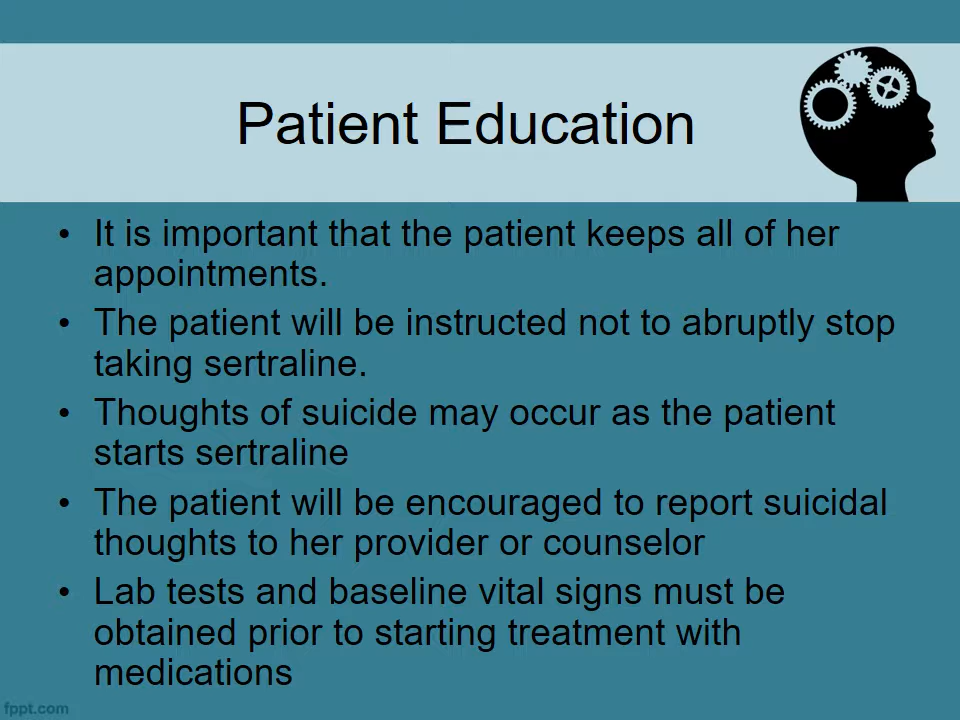 Patient Education
• It is important that the patient keeps all of her
appointments.
• The patient will be instructed not to abruptly stop
taking sertraline.
• Thoughts of suicide may occur as the patient
starts sertraline
• The patient will be encouraged to report suicidal
thoughts to her provider or counselor
• Lab tests and baseline vital signs must be
obtained prior to starting treatment with
medications
fppt.com